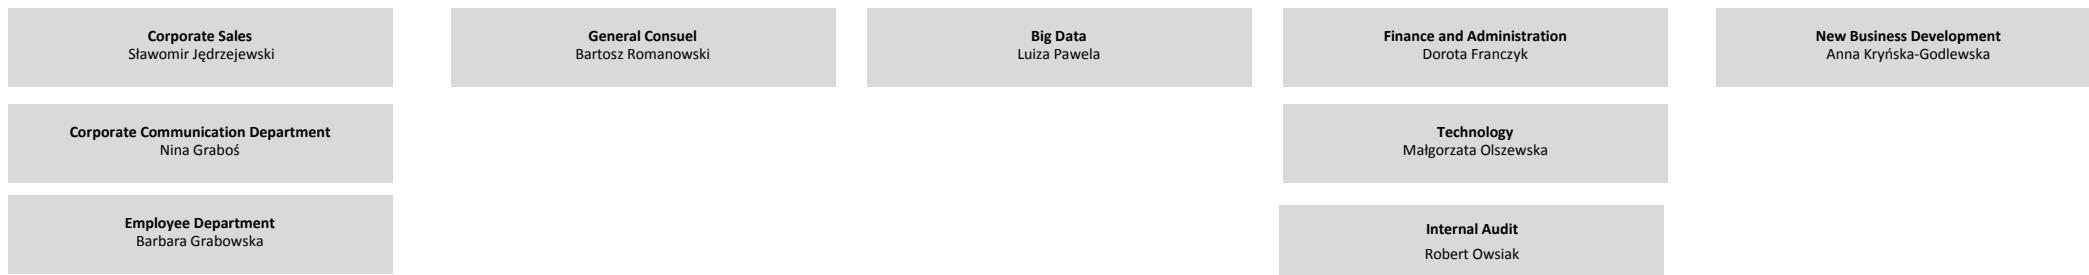 Corporate Sales
Sławomir Jędrzejewski
General Consuel
Bartosz Romanowski
Big Data
Luiza Pawela
Finance and Administration
Dorota Franczyk
New Business Development
Anna Kryńska-Godlewska
Corporate Communication Department
Nina Graboś
Technology
Małgorzata Olszewska
Employee Department
Barbara Grabowska
Internal Audit
Robert Owsiak